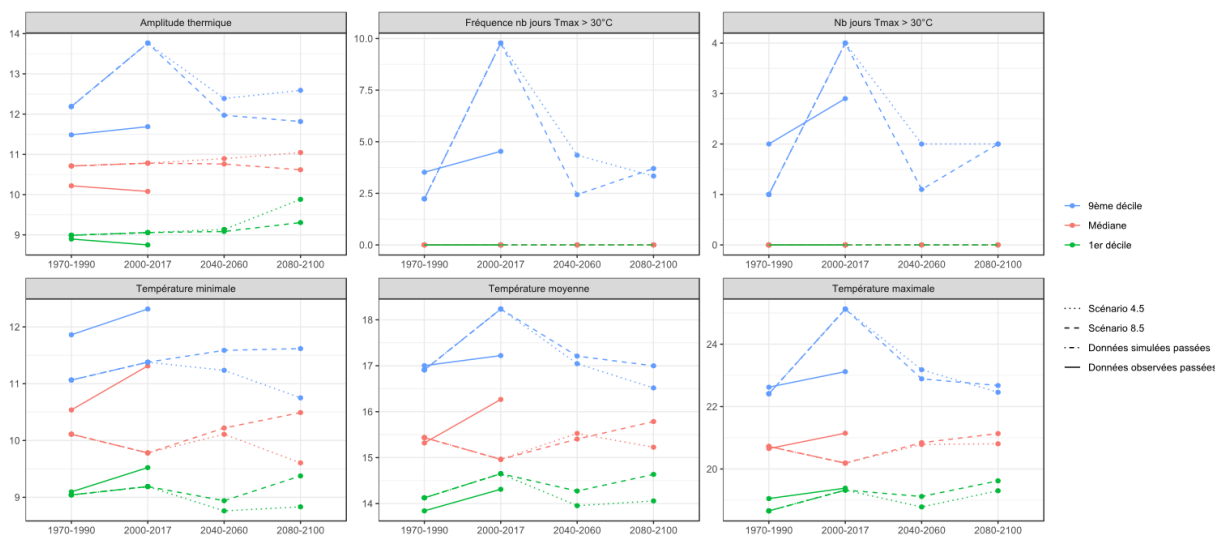 Amplitude thermique
14
13
12
11
10
9
1970-1990 2000-2017 2040-2060 2080-2100
Fréquence nb jours Tmax > 30°C
10.0
7.5
5.0
2.5
0.0
1970-1990 2000-2017 2040-2060 2080-2100
Nb jours Tmax > 30°C
4
3
2
1
0
1970-1990 2000-2017 2040-2060 2080-2100
Température minimale
12
11
10
9
1970-1990 2000-2017 2040-2060 2080-2100
Température moyenne
18
17
16
15
14
1970-1990 2000-2017 2040-2060 2080-2100
Température maximale
24
22
20
1970-1990 2000-2017 2040-2060 2080-2100
9ème décile
Médiane
1er décile
Scénario 4.5
Scénario 8.5
Données simulées passées
Données observées passées